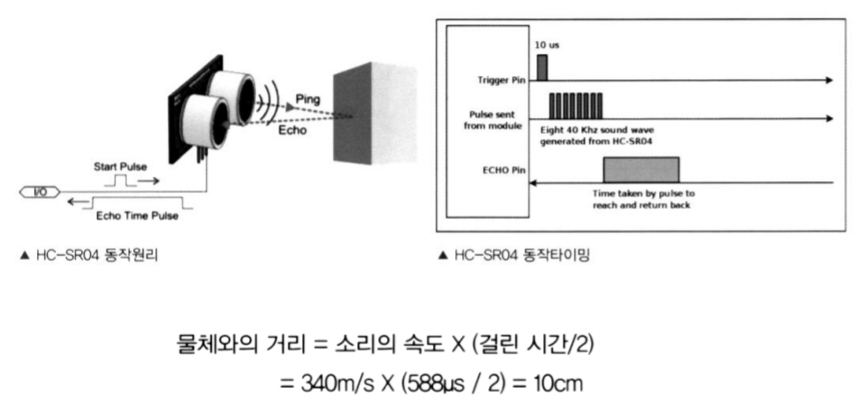 Ping
Echo
Start Pulse
I/O
Echo Time Pulse
▲ HC-SR04 동작원리
10 us
Trigger Pin
Pulse sent
from module
Eight 40 Khz sound wave
generated from HC-SR04
ECHO Pin
Time taken by pulse to
reach and return back
▲ HC-SR04 동작타이밍
물체와의 거리 = 소리의 속도 X (걸린 시간/2)
= 340m/s X (588µs / 2) = 10cm